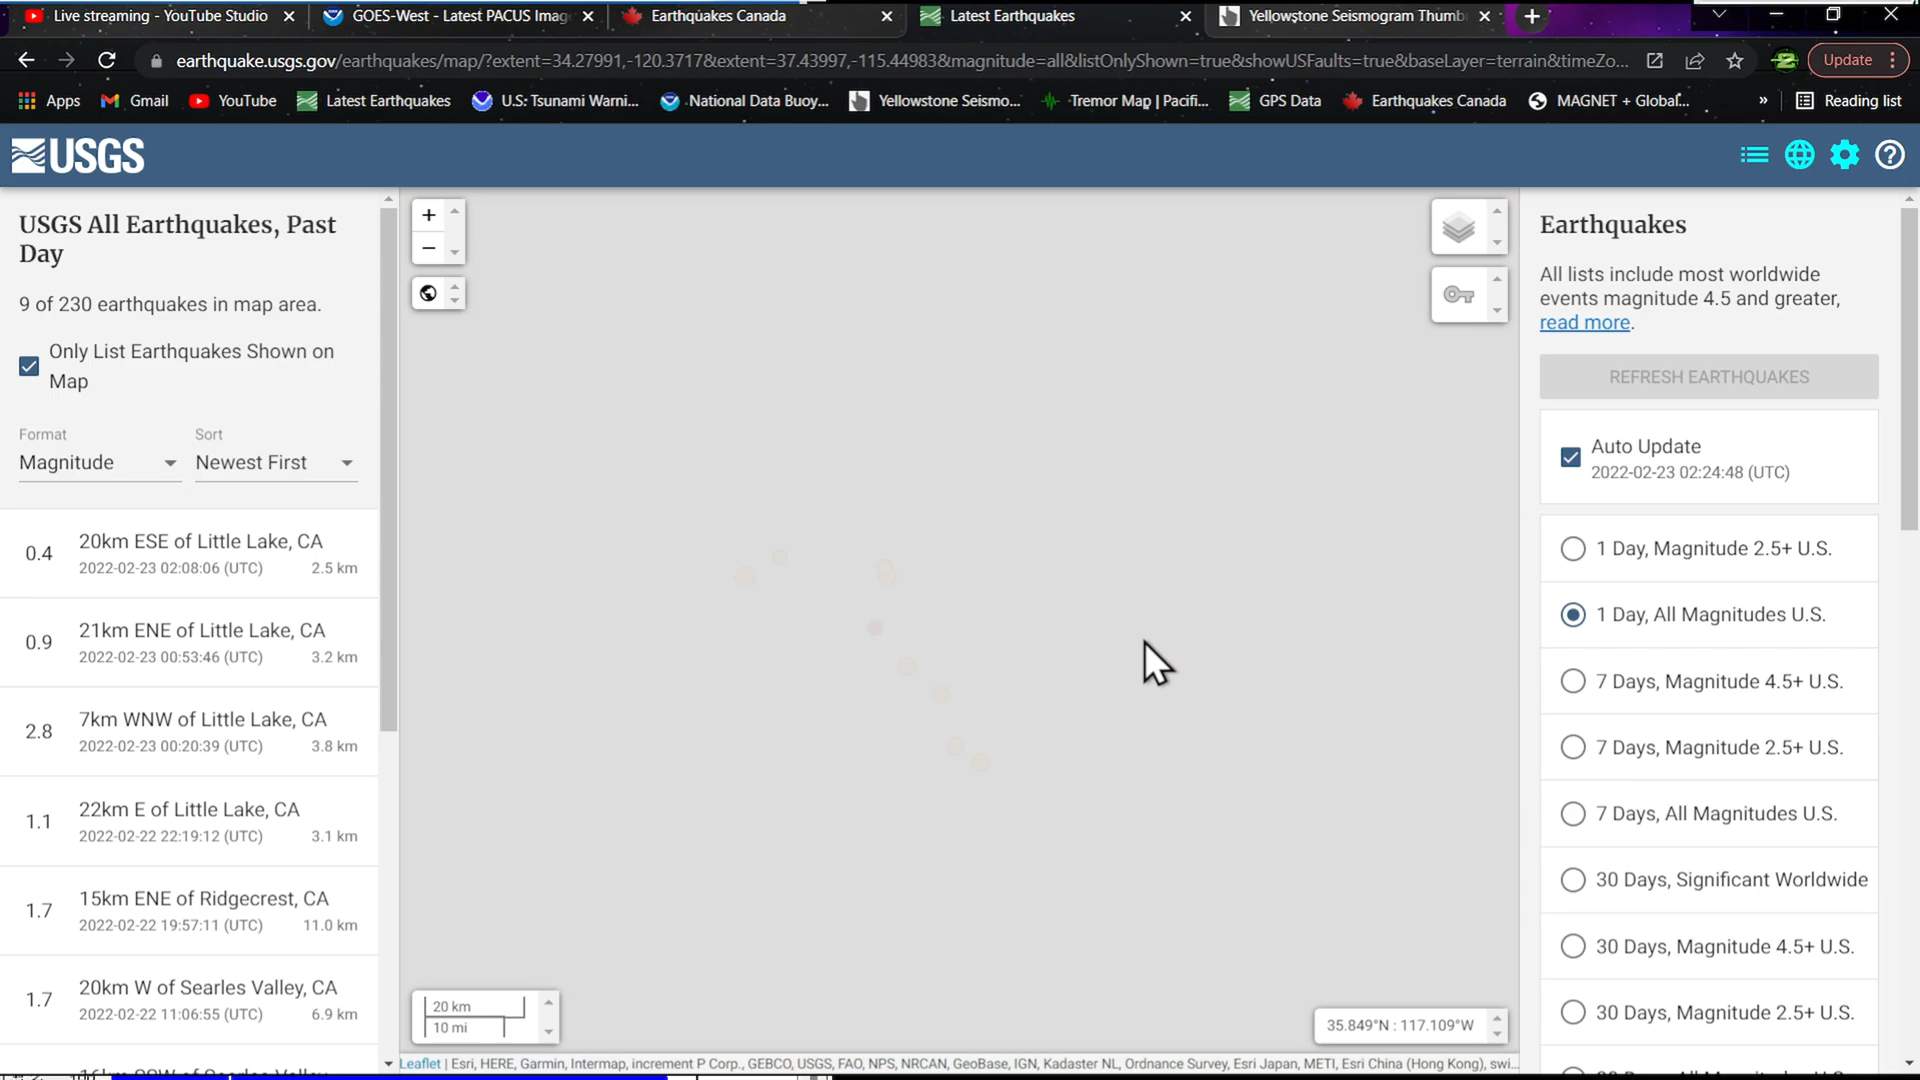 Live streaming - YouTube Studio
GOES-West - Latest PACUS Imag
Earthquakes Canada
Latest Earthquakes
Yellowstone Seismogram Thumb
earthquake.usgs.gov/earthquakes/map/?extent=34.27991,-120.3717&extent=37.43997,-115.44983&magnitude=all&listOnlyShown=true&showUSFaults=true&baseLayer=terrain&timeZo...
Update
Apps
Gmail
YouTube
Latest Earthquakes
U.S. Tsunami Warni...
National Data Buoy...
Yellowstone Seismo...
Tremor Map | Pacifi...
GPS Data
Earthquakes Canada
MAGNET + Global...
»
Reading list
USGS
USGS All Earthquakes, Past
Day
9 of 230 earthquakes in map area.
Only List Earthquakes Shown on
Map
Format
Magnitude
Sort
Newest First
0.4
20km ESE of Little Lake, CA
2022-02-23 02:08:06 (UTC) 2.5 km
0.9
21km ENE of Little Lake, CA
2022-02-23 00:53:46 (UTC) 3.2 km
2.8
7km WNW of Little Lake, CA
2022-02-23 00:20:39 (UTC) 3.8 km
1.1
22km E of Little Lake, CA
2022-02-22 22:19:12 (UTC) 3.1 km
1.7
15km ENE of Ridgecrest, CA
2022-02-22 19:57:11 (UTC) 11.0 km
1.7
20km W of Searles Valley, CA
2022-02-22 11:06:55 (UTC) 6.9 km
+
−
20 km
10 mi
35.849°N : 117.109°W
Leaflet | Esri, HERE, Garmin, Intermap, increment P Corp., GEBCO, USGS, FAO, NPS, NRCAN, GeoBase, IGN, Kadaster NL, Ordnance Survey, Esri Japan, METI, Esri China (Hong Kong), swi...
Earthquakes
All lists include most worldwide
events magnitude 4.5 and greater,
read more.
REFRESH EARTHQUAKES
Auto Update
2022-02-23 02:24:48 (UTC)
1 Day, Magnitude 2.5+ U.S.
1 Day, All Magnitudes U.S.
7 Days, Magnitude 4.5+ U.S.
7 Days, Magnitude 2.5+ U.S.
7 Days, All Magnitudes U.S.
30 Days, Significant Worldwide
30 Days, Magnitude 4.5+ U.S.
30 Days, Magnitude 2.5+ U.S.